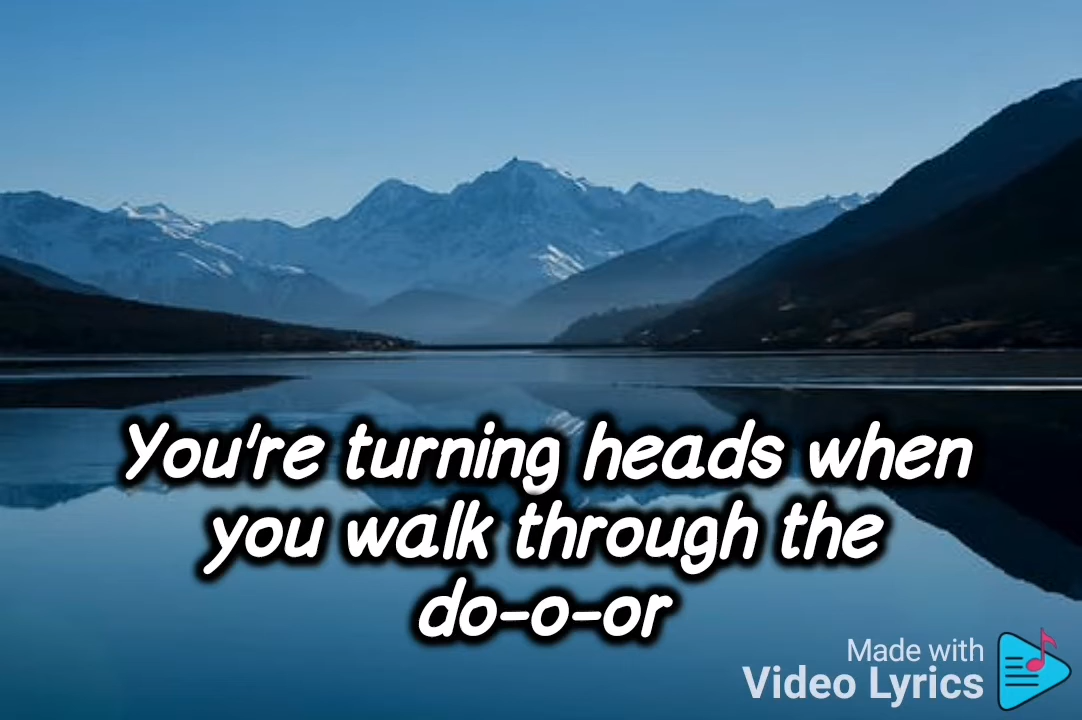 You're turning heads when
you walk through the
do-o-or
Made with
Video Lyrics